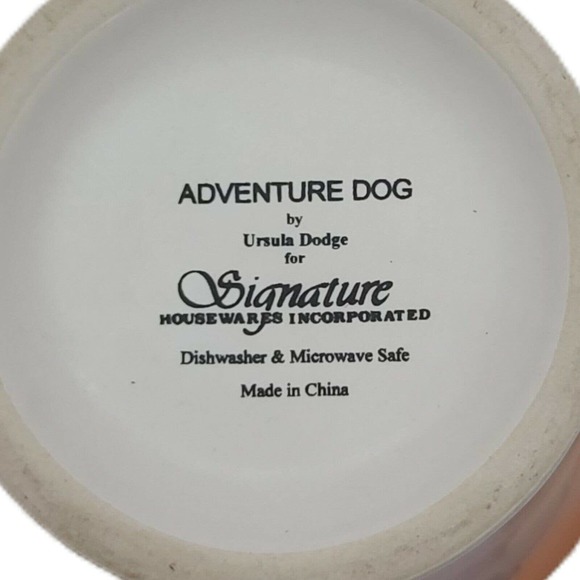 ADVENTURE DOG
by
Ursula Dodge
for
Signature
HOUSEWARES INCORPORATED
Dishwasher & Microwave Safe
Made in China